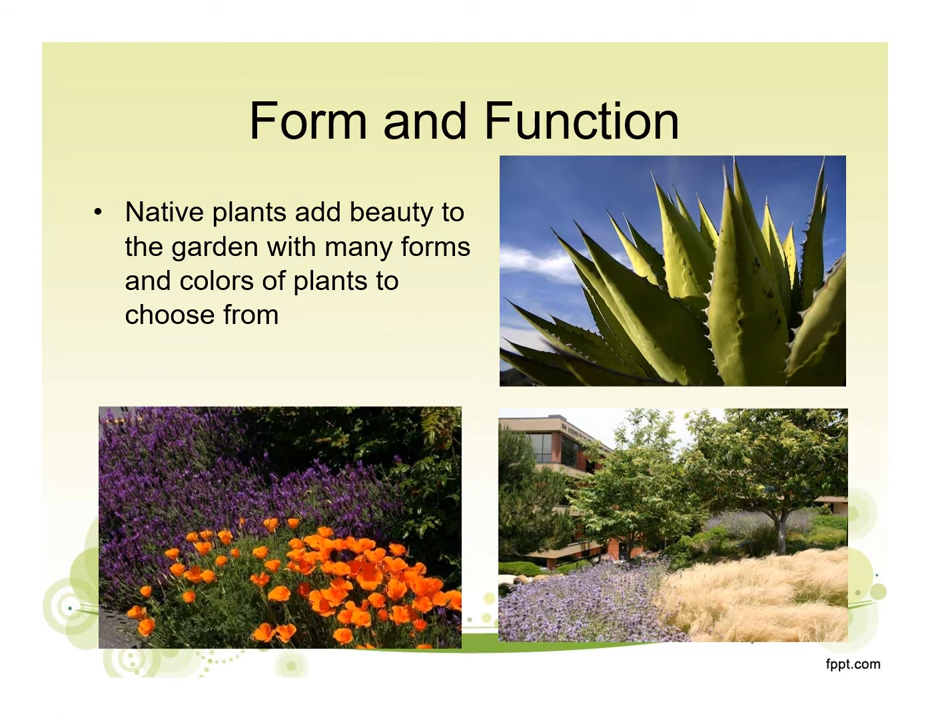 Form and Function
• Native plants add beauty to
the garden with many forms
and colors of plants to
choose from
fppt.com